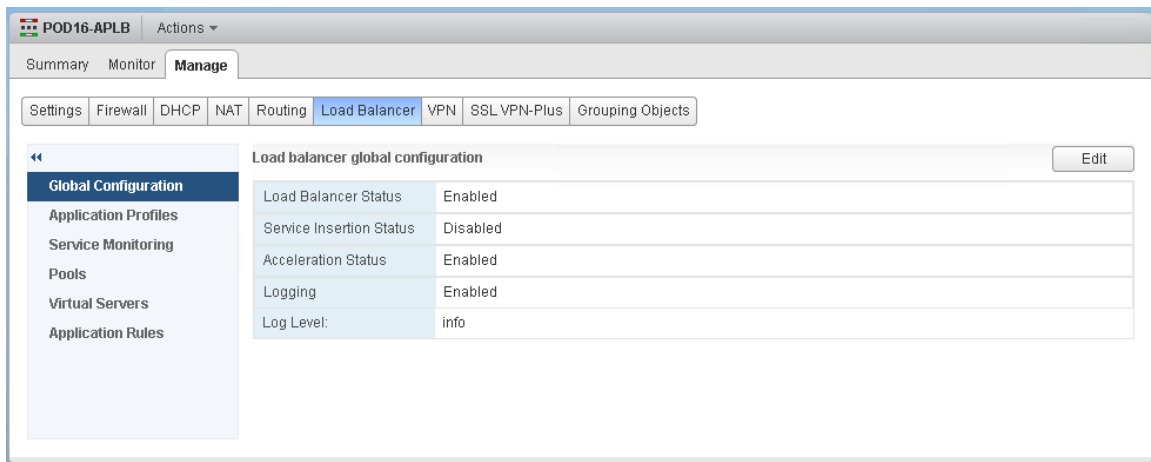 POD16-APLB Actions
Summary Monitor Manage
Settings Firewall DHCP NAT Routing Load Balancer VPN SSL VPN-Plus Grouping Objects
Global Configuration
Application Profiles
Service Monitoring
Pools
Virtual Servers
Application Rules
Load balancer global configuration Edit
Load Balancer Status Enabled
Service Insertion Status Disabled
Acceleration Status Enabled
Logging Enabled
Log Level: info